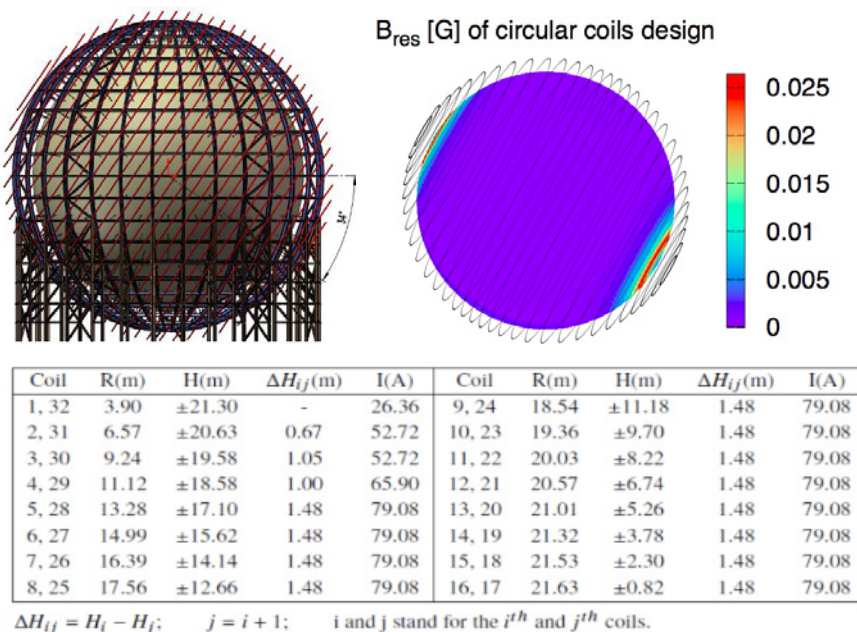 B_res [G] of circular coils design
0.025
0.02
0.015
0.01
0.005
0
34°
Coil R(m) H(m) ΔH_ij(m) I(A) Coil R(m) H(m) ΔH_ij(m) I(A)
1, 32 3.90 ±21.30 - 26.36 9, 24 18.54 ±11.18 1.48 79.08
2, 31 6.57 ±20.63 0.67 52.72 10, 23 19.36 ±9.70 1.48 79.08
3, 30 9.24 ±19.58 1.05 52.72 11, 22 20.03 ±8.22 1.48 79.08
4, 29 11.12 ±18.58 1.00 65.90 12, 21 20.57 ±6.74 1.48 79.08
5, 28 13.28 ±17.10 1.48 79.08 13, 20 21.01 ±5.26 1.48 79.08
6, 27 14.99 ±15.62 1.48 79.08 14, 19 21.32 ±3.78 1.48 79.08
7, 26 16.39 ±14.14 1.48 79.08 15, 18 21.53 ±2.30 1.48 79.08
8, 25 17.56 ±12.66 1.48 79.08 16, 17 21.63 ±0.82 1.48 79.08
ΔH_ij = H_i − H_j; j = i + 1; i and j stand for the i^th and j^th coils.